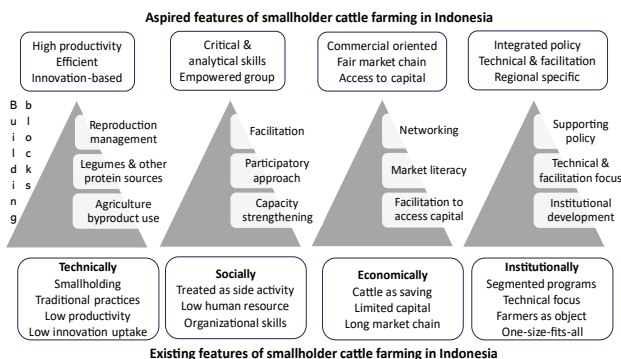 Aspired features of smallholder cattle farming in Indonesia
High productivity
Efficient
Innovation-based
Critical &
analytical skills
Empowered group
Commercial oriented
Fair market chain
Access to capital
Integrated policy
Technical & facilitation
Regional specific
Building
blocks
Reproduction
management
Legumes & other
protein sources
Agriculture
byproduct use
Facilitation
Participatory
approach
Capacity
strengthening
Networking
Market literacy
Facilitation to
access capital
Supporting
policy
Technical &
facilitation focus
Institutional
development
Technically
Smallholding
Traditional practices
Low productivity
Low innovation uptake
Socially
Treated as side activity
Low human resource
Organizational skills
Economically
Cattle as saving
Limited capital
Long market chain
Institutionally
Segmented programs
Technical focus
Farmers as object
One-size-fits-all
Existing features of smallholder cattle farming in Indonesia